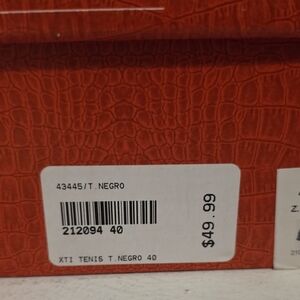 43445/T.NEGRO
212094 40
$49.99
XTI TENIS T.NEGRO 40
Z